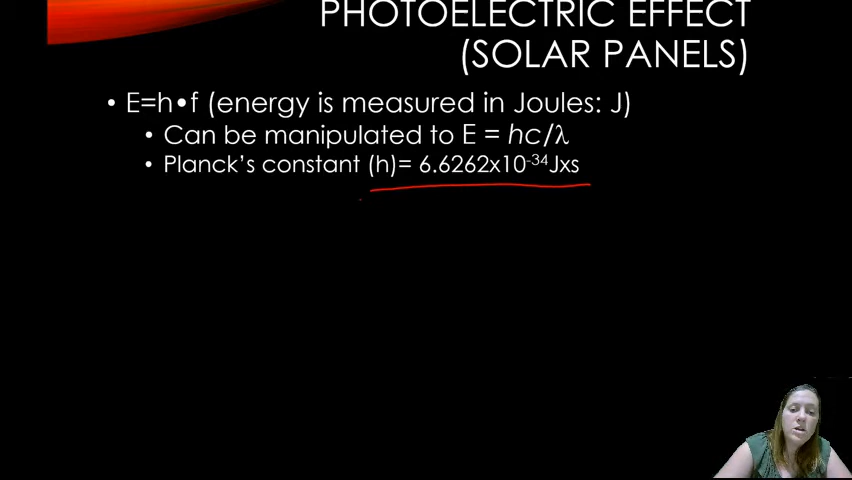 PHOTOELECTRIC EFFECT
(SOLAR PANELS)
• E=h•f (energy is measured in Joules: J)
• Can be manipulated to E = hc/λ
• Planck’s constant (h)= 6.6262x10⁻³⁴Jxs